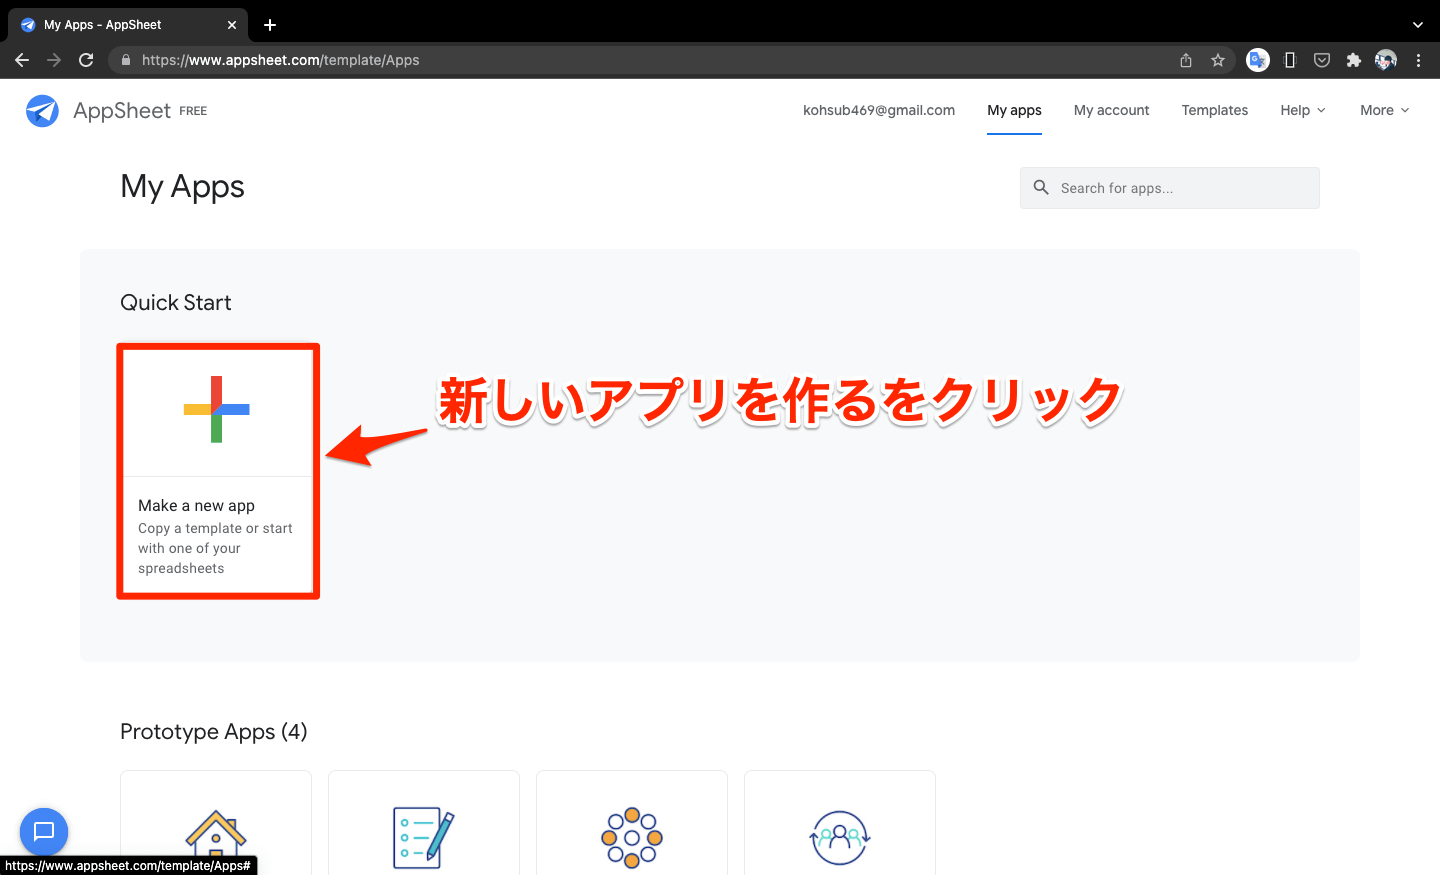 My Apps - AppSheet
https://www.appsheet.com/template/Apps
AppSheet FREE
kohsub469@gmail.com My apps My account Templates Help More
My Apps
Search for apps...
Quick Start
新しいアプリを作るをクリック
Make a new app
Copy a template or start
with one of your
spreadsheets
Prototype Apps (4)
https://www.appsheet.com/template/Apps#